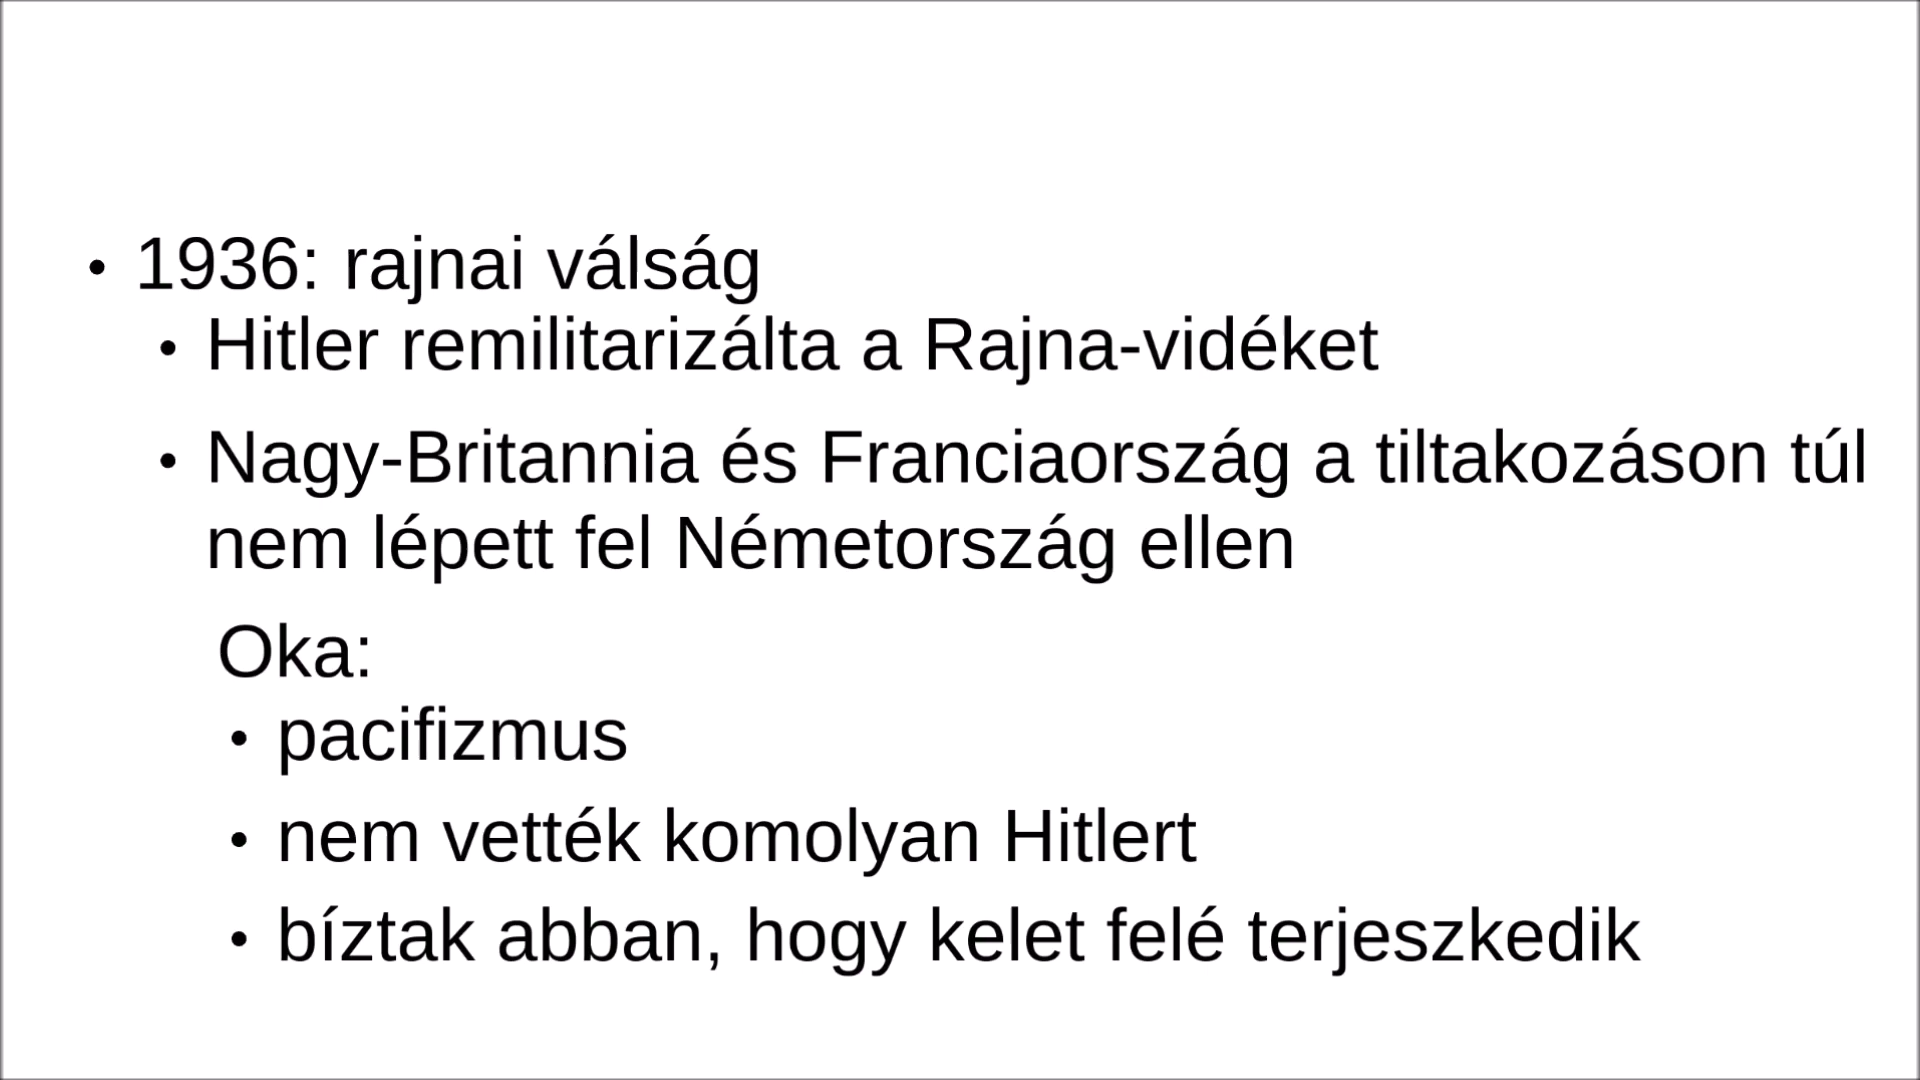 • 1936: rajnai válság
• Hitler remilitarizálta a Rajna-vidéket
• Nagy-Britannia és Franciaország a tiltakozáson túl
nem lépett fel Németország ellen
Oka:
• pacifizmus
• nem vették komolyan Hitlert
• bíztak abban, hogy kelet felé terjeszkedik